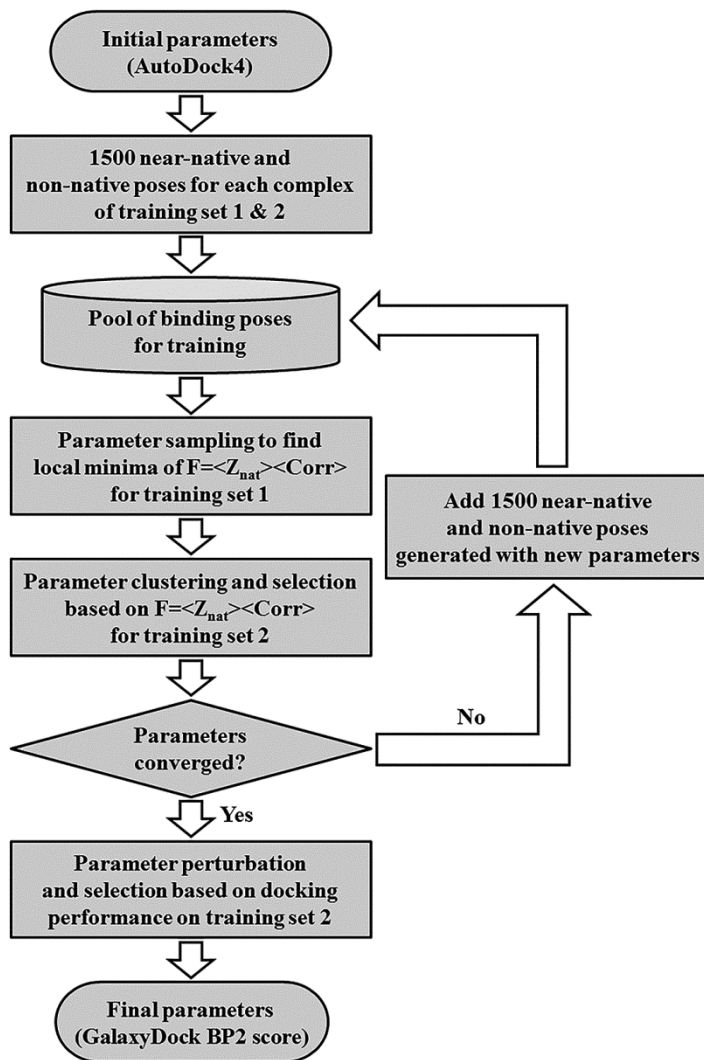 Initial parameters
(AutoDock4)
1500 near-native and
non-native poses for each complex
of training set 1 & 2
Pool of binding poses
for training
Parameter sampling to find
local minima of F=<Z_nat><Corr>
for training set 1
Add 1500 near-native
and non-native poses
generated with new parameters
Parameter clustering and selection
based on F=<Z_nat><Corr>
for training set 2
Parameters
converged?
No
Yes
Parameter perturbation
and selection based on docking
performance on training set 2
Final parameters
(GalaxyDock BP2 score)